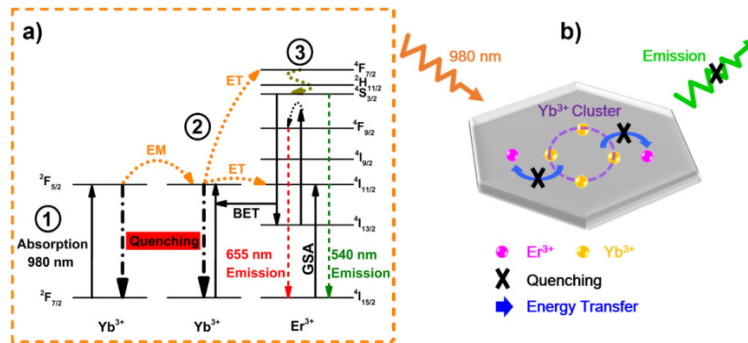 a)
3
⁴F₇/₂
²H₁₁/₂
⁴S₃/₂
ET
2
⁴F₉/₂
EM
ET
⁴I₉/₂
²F₅/₂
⁴I₁₁/₂
1
BET
Absorption
980 nm
Quenching
⁴I₁₃/₂
655 nm
Emission
GSA
540 nm
Emission
²F₇/₂
⁴I₁₅/₂
Yb³⁺
Yb³⁺
Er³⁺
980 nm
b)
Emission
Yb³⁺ Cluster
Er³⁺
Yb³⁺
Quenching
Energy Transfer